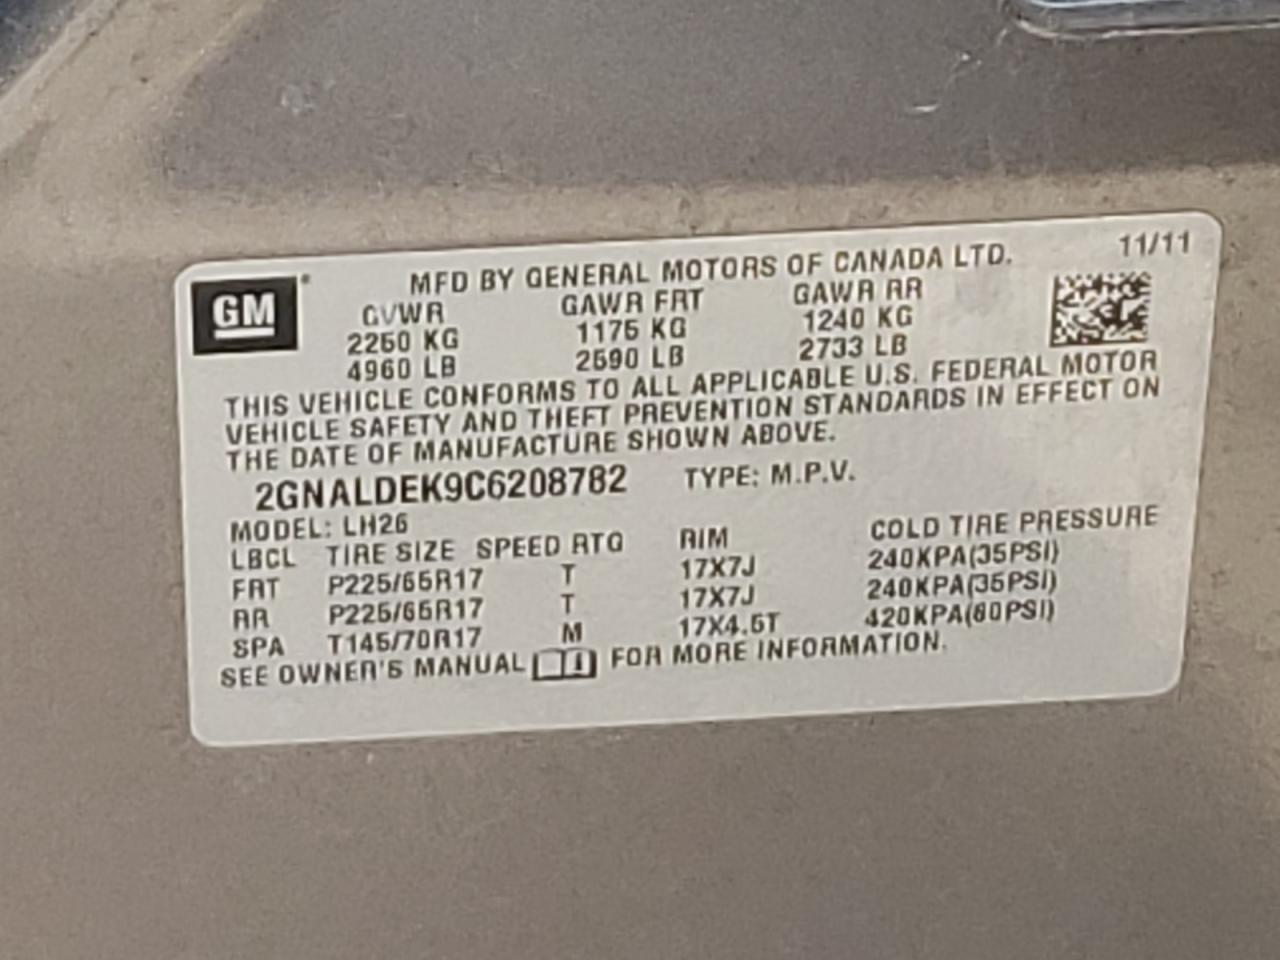 11/11
GM
MFD BY GENERAL MOTORS OF CANADA LTD.
GVWR GAWR FRT GAWR RR
2250 KG 1175 KG 1240 KG
4960 LB 2590 LB 2733 LB
THIS VEHICLE CONFORMS TO ALL APPLICABLE U.S. FEDERAL MOTOR
VEHICLE SAFETY AND THEFT PREVENTION STANDARDS IN EFFECT ON
THE DATE OF MANUFACTURE SHOWN ABOVE.
2GNALDEK9C6208782 TYPE: M.P.V.
MODEL: LH26
LBCL TIRE SIZE SPEED RTG RIM COLD TIRE PRESSURE
FRT P225/65R17 T 17X7J 240KPA(35PSI)
RR P225/65R17 T 17X7J 240KPA(35PSI)
SPA T145/70R17 M 17X4.5T 420KPA(60PSI)
SEE OWNER'S MANUAL FOR MORE INFORMATION.